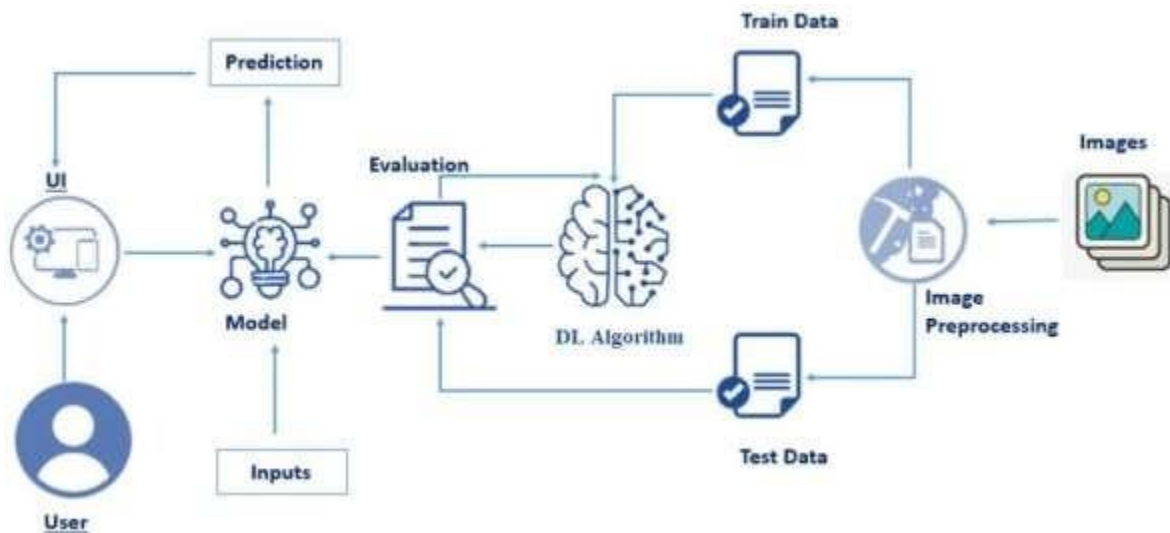 Train Data
Prediction
Images
Evaluation
UI
Image
Preprocessing
Model
DL Algorithm
Test Data
Inputs
User